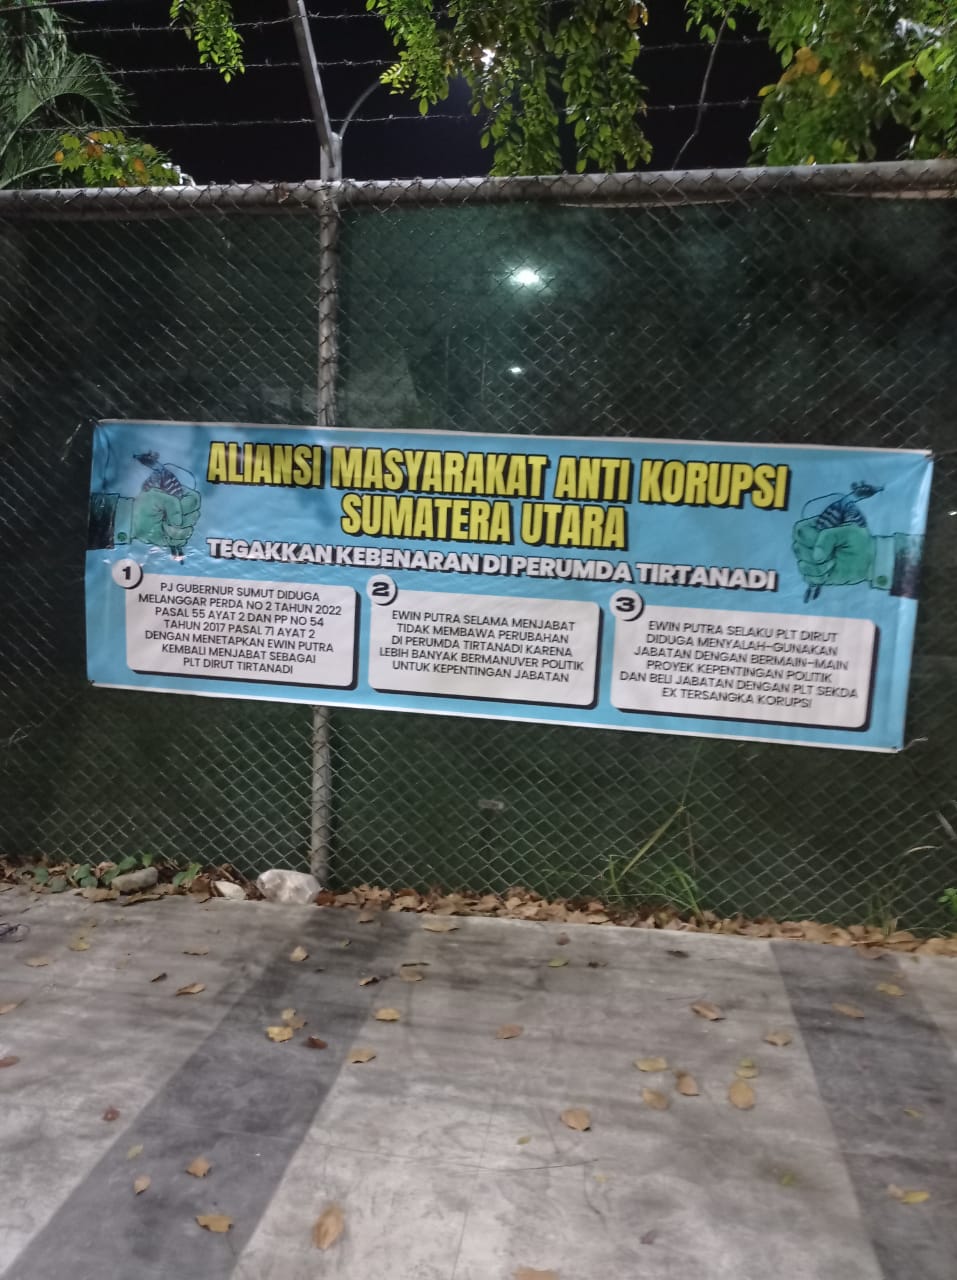 ALIANSI MASYARAKAT ANTI KORUPSI
SUMATERA UTARA
TEGAKKAN KEBENARAN DI PERUMDA TIRTANADI
1
PJ GUBERNUR SUMUT DIDUGA
MELANGGAR PERDA NO 2 TAHUN 2022
PASAL 55 AYAT 2 DAN PP NO 54
TAHUN 2017 PASAL 71 AYAT 2
DENGAN MENETAPKAN EWIN PUTRA
KEMBALI MENJABAT SEBAGAI
PLT DIRUT TIRTANADI
2
EWIN PUTRA SELAMA MENJABAT
TIDAK MEMBAWA PERUBAHAN
DI PERUMDA TIRTANADI KARENA
LEBIH BANYAK BERMANUVER POLITIK
UNTUK KEPENTINGAN JABATAN
3
EWIN PUTRA SELAKU PLT DIRUT
DIDUGA MENYALAH-GUNAKAN
JABATAN DENGAN BERMAIN-MAIN
PROYEK KEPENTINGAN POLITIK
DAN BELI JABATAN DENGAN PLT SEKDA
EX TERSANGKA KORUPSI